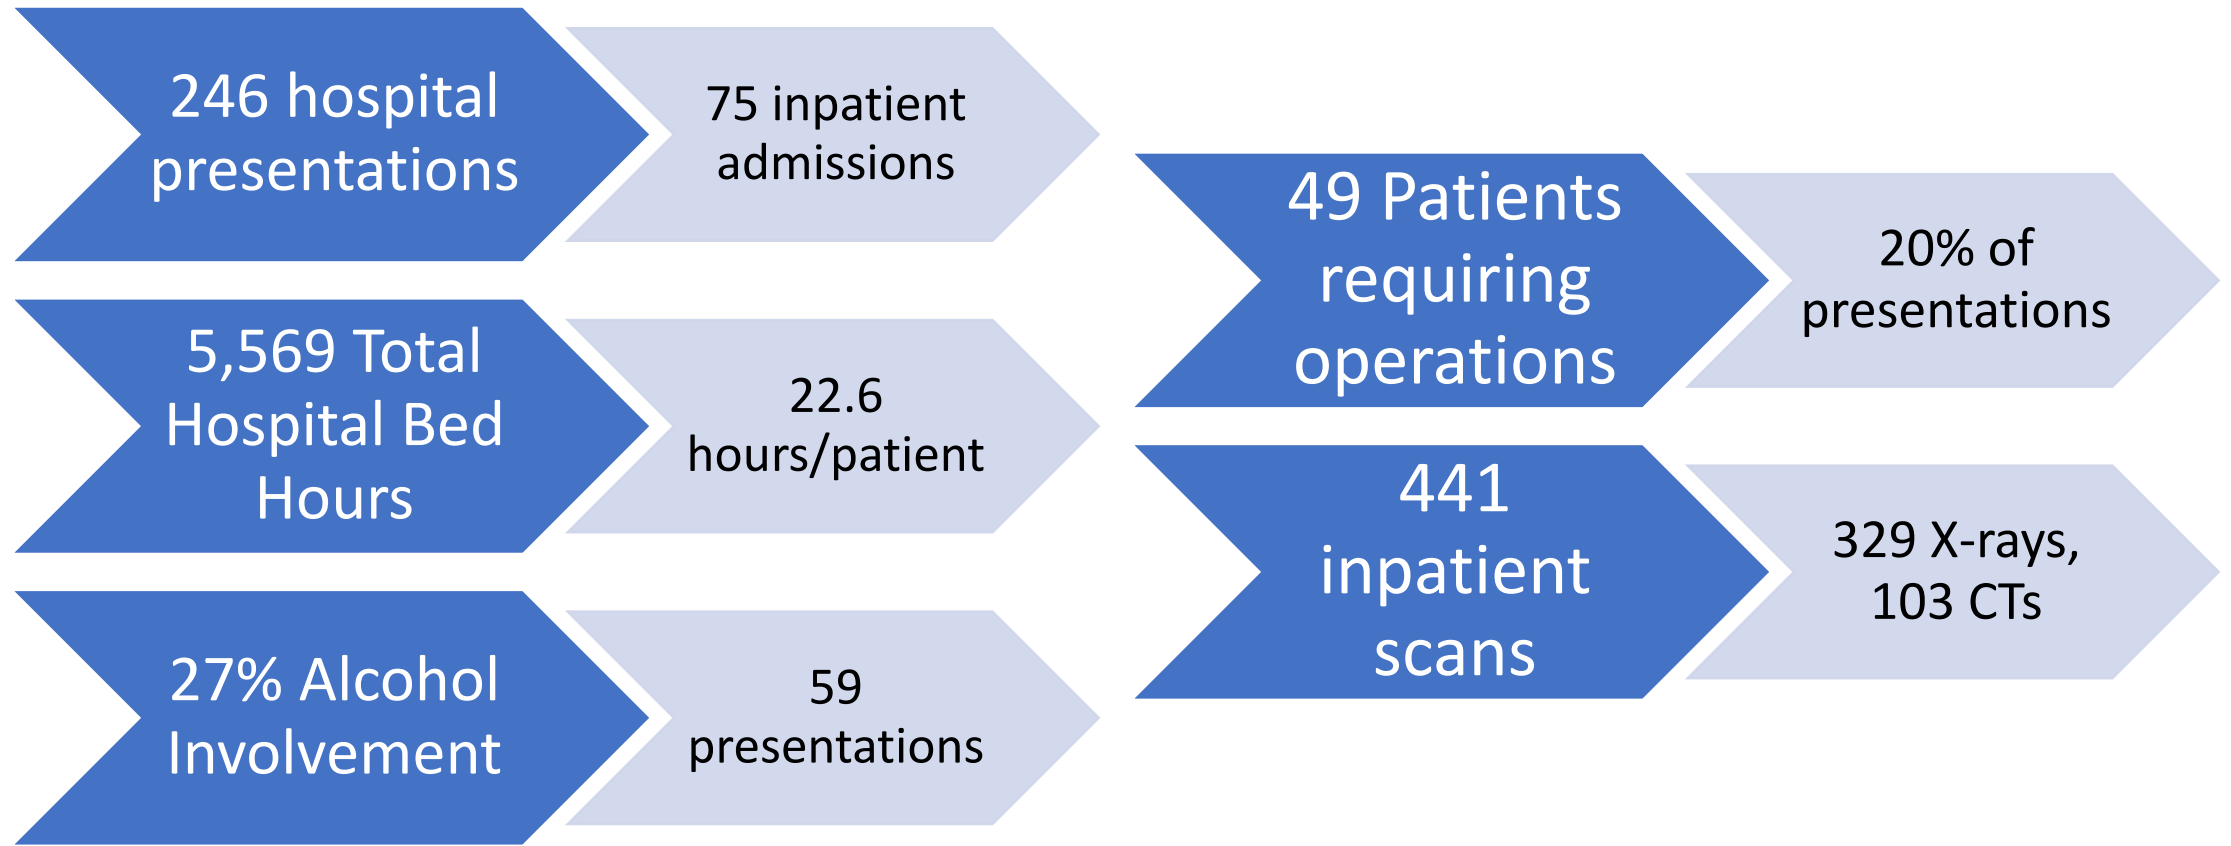 246 hospital
presentations
75 inpatient
admissions
5,569 Total
Hospital Bed
Hours
22.6
hours/patient
27% Alcohol
Involvement
59
presentations
49 Patients
requiring
operations
20% of
presentations
441
inpatient
scans
329 X-rays,
103 CTs